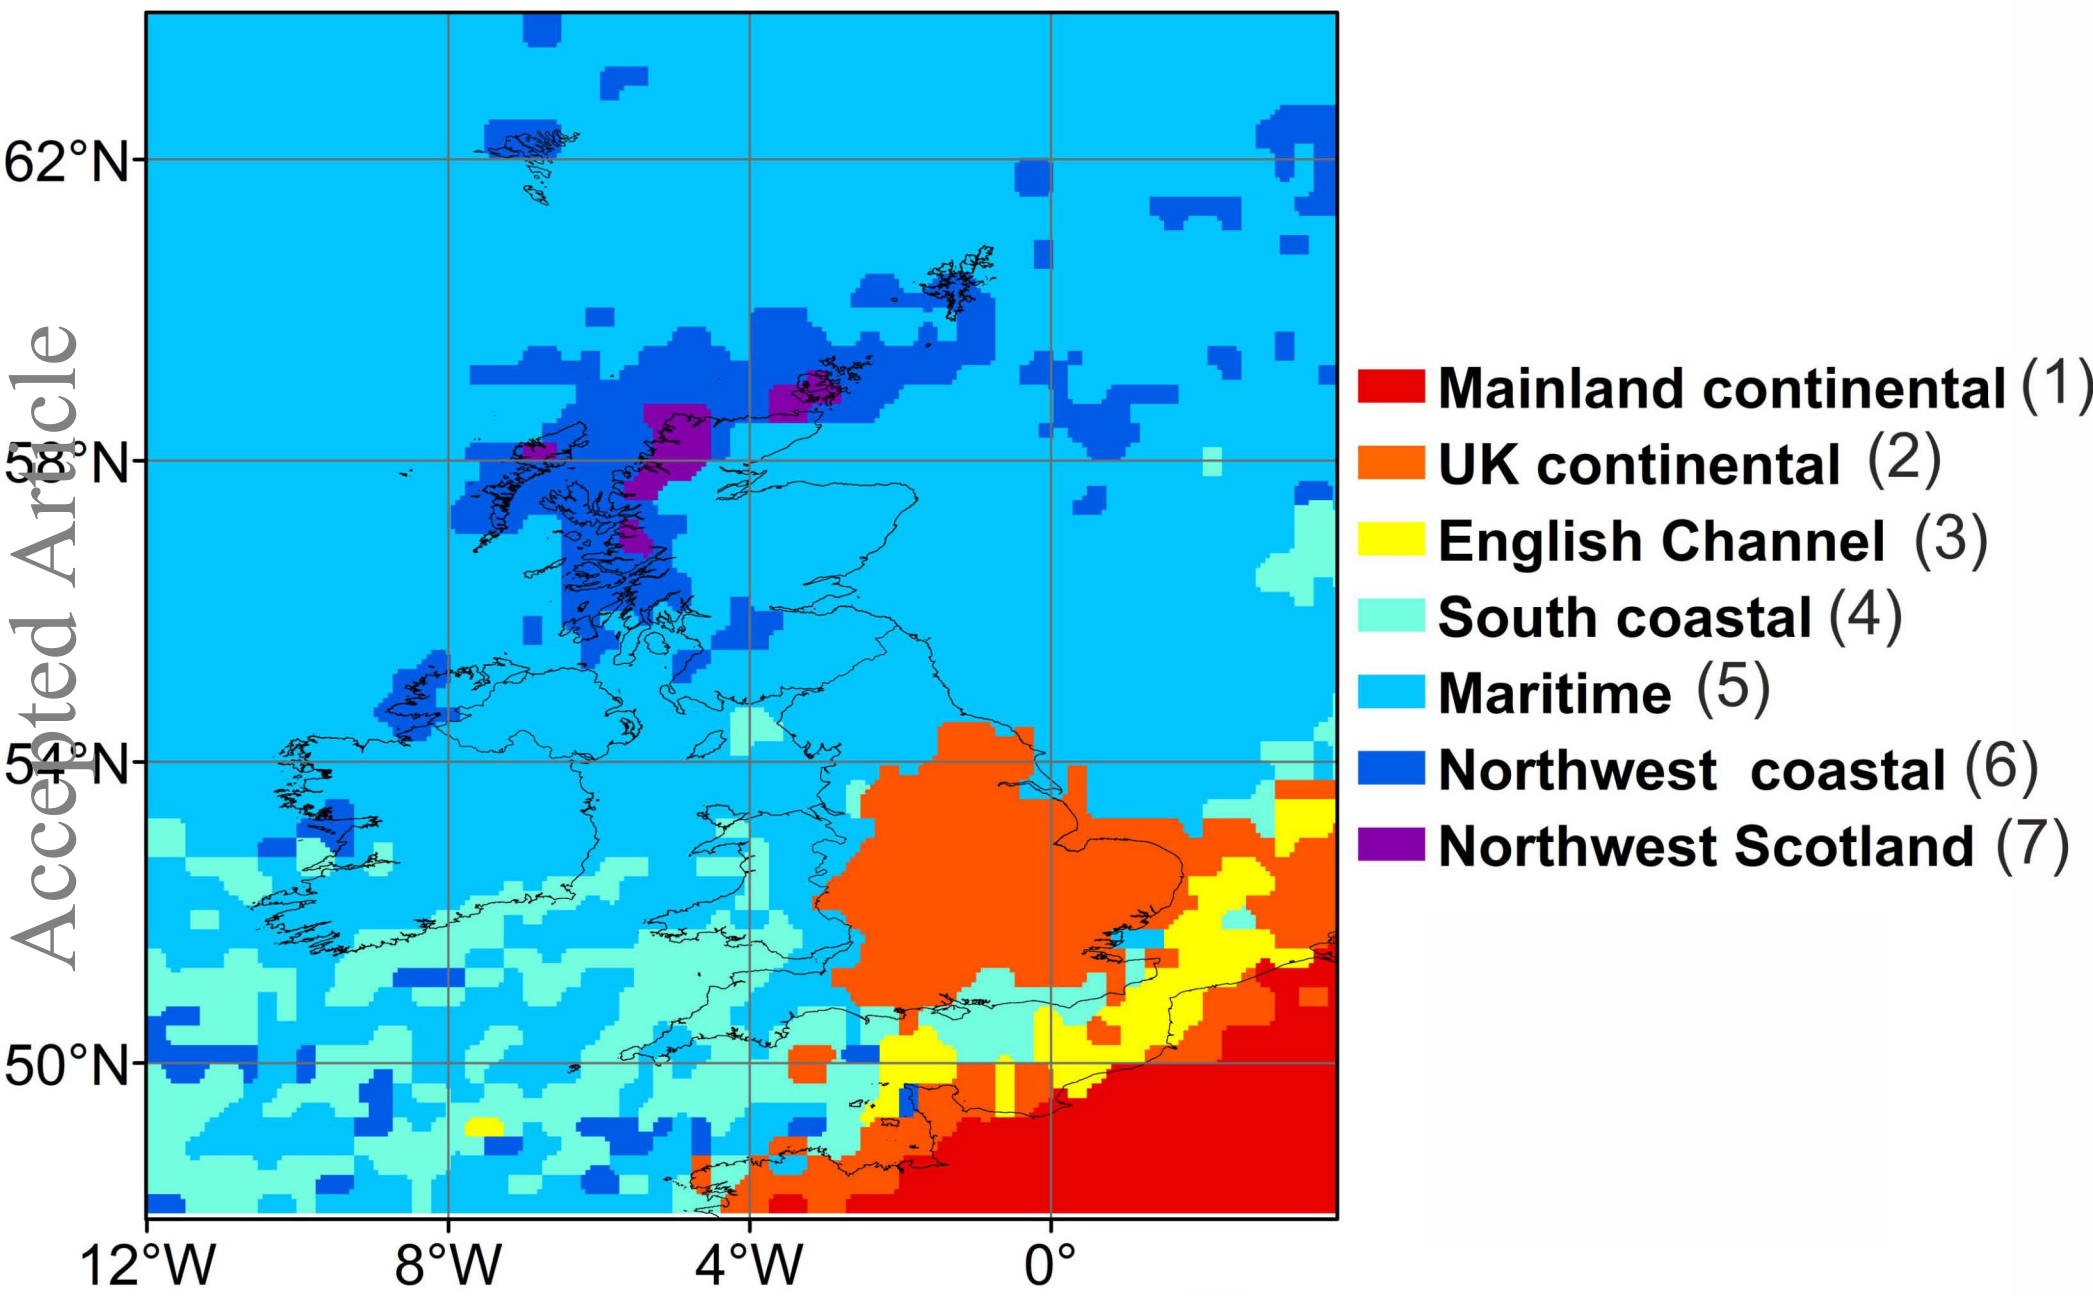 62°N
58°N
54°N
50°N
12°W
8°W
4°W
0°
Accepted Article
Mainland continental (1)
UK continental (2)
English Channel (3)
South coastal (4)
Maritime (5)
Northwest coastal (6)
Northwest Scotland (7)